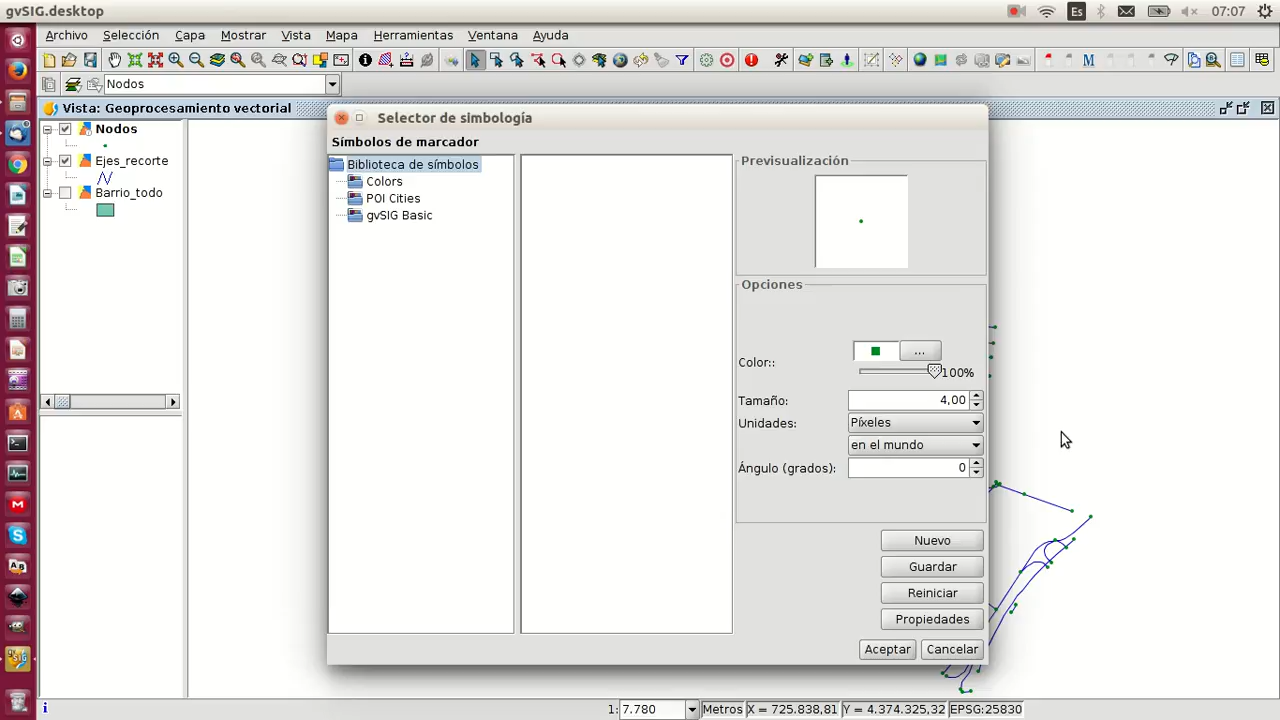 gvSIG.desktop
Es
07:07
Archivo Selección Capa Mostrar Vista Mapa Herramientas Ventana Ayuda
Nodos
Vista: Geoprocesamiento vectorial
Nodos
Ejes_recorte
Barrio_todo
Selector de simbología
Símbolos de marcador
Biblioteca de símbolos
Colors
POI Cities
gvSIG Basic
Previsualización
Opciones
Color:: ...
100%
Tamaño: 4,00
Unidades: Píxeles
en el mundo
Ángulo (grados): 0
Nuevo
Guardar
Reiniciar
Propiedades
Aceptar Cancelar
1: 7.780 Metros X = 725.838,81 Y = 4.374.325,32 EPSG:25830